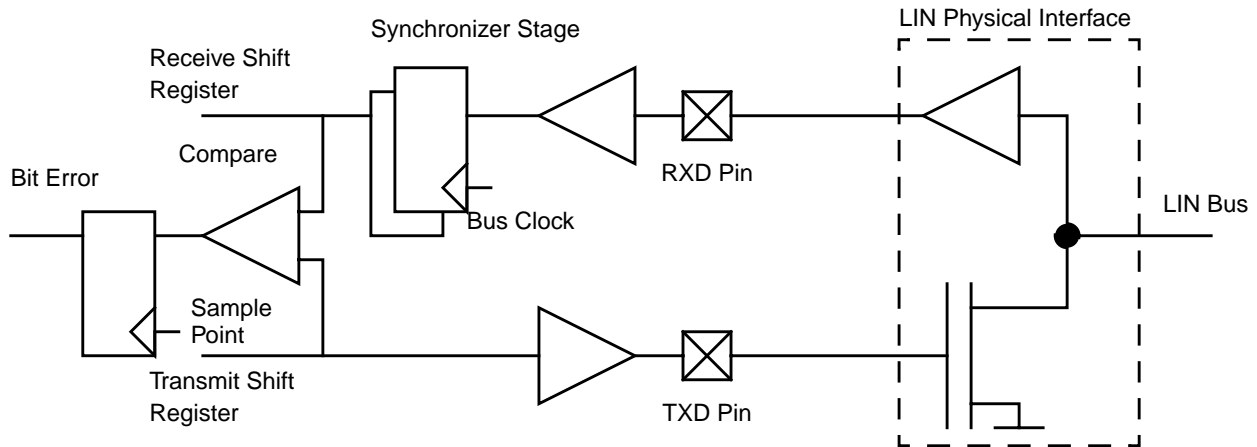 LIN Physical Interface
Synchronizer Stage
Receive Shift
Register
Compare
RXD Pin
Bit Error
LIN Bus
Bus Clock
Sample
Point
Transmit Shift
Register
TXD Pin